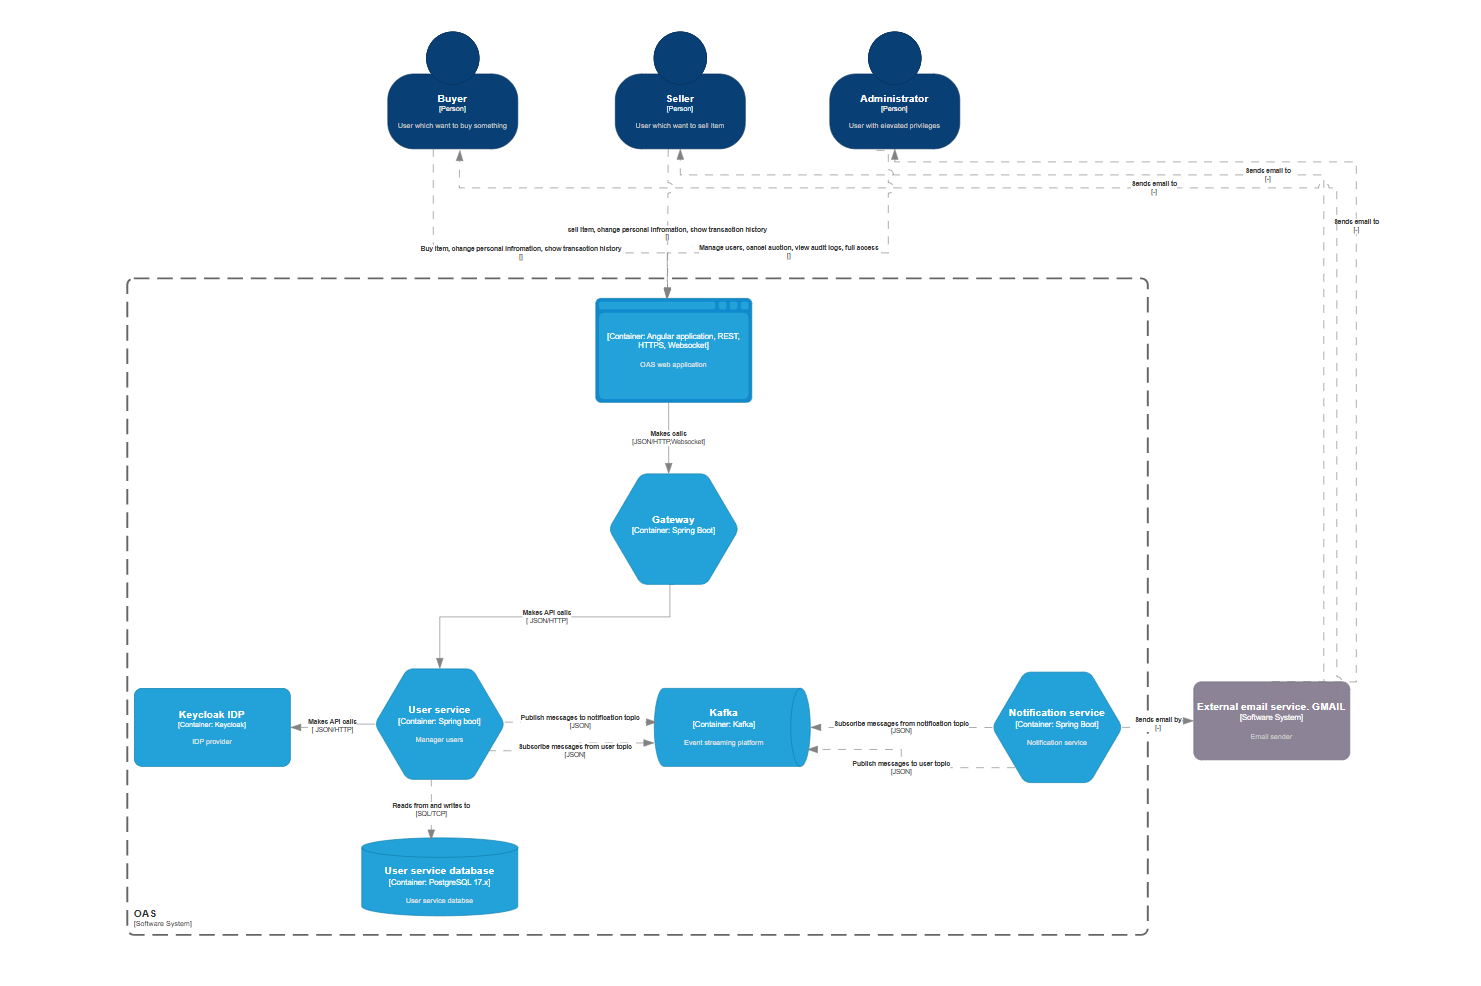 Buyer
[Person]
User which want to buy something
Seller
[Person]
User which want to sell item
Administrator
[Person]
User with elevated privilegies
Sends email to
[-]
Sends email to
[-]
Sends email to
[-]
sell item, change personal infromation, show transaction history
[]
Buy item, change personal infromation, show transaction history
[]
Manage users, cancel auction, view audit logs, full access
[]
[Container: Angular application, REST,
HTTPS, Websocket]
OAS web application
Makes calls
[JSON/HTTP,Websocket]
Gateway
[Container: Spring Boot]
Makes API calls
[ JSON/HTTP]
Keycloak IDP
[Container: Keycloak]
IDP provider
Makes API calls
[ JSON/HTTP]
User service
[Container: Spring boot]
Manager users
Publish messages to notification topic
[JSON]
Subscribe messages from user topic
[JSON]
Kafka
[Container: Kafka]
Event streaming platform
Subscribe messages from notification topic
[JSON]
Publish messages to user topic
[JSON]
Notification service
[Container: Spring Boot]
Notification service
Sends email by
[-]
External email service. GMAIL
[Software System]
Email sender
Reads from and writes to
[SQL/TCP]
User service database
[Container: PostgreSQL 17.x]
User service databse
OAS
[Software System]